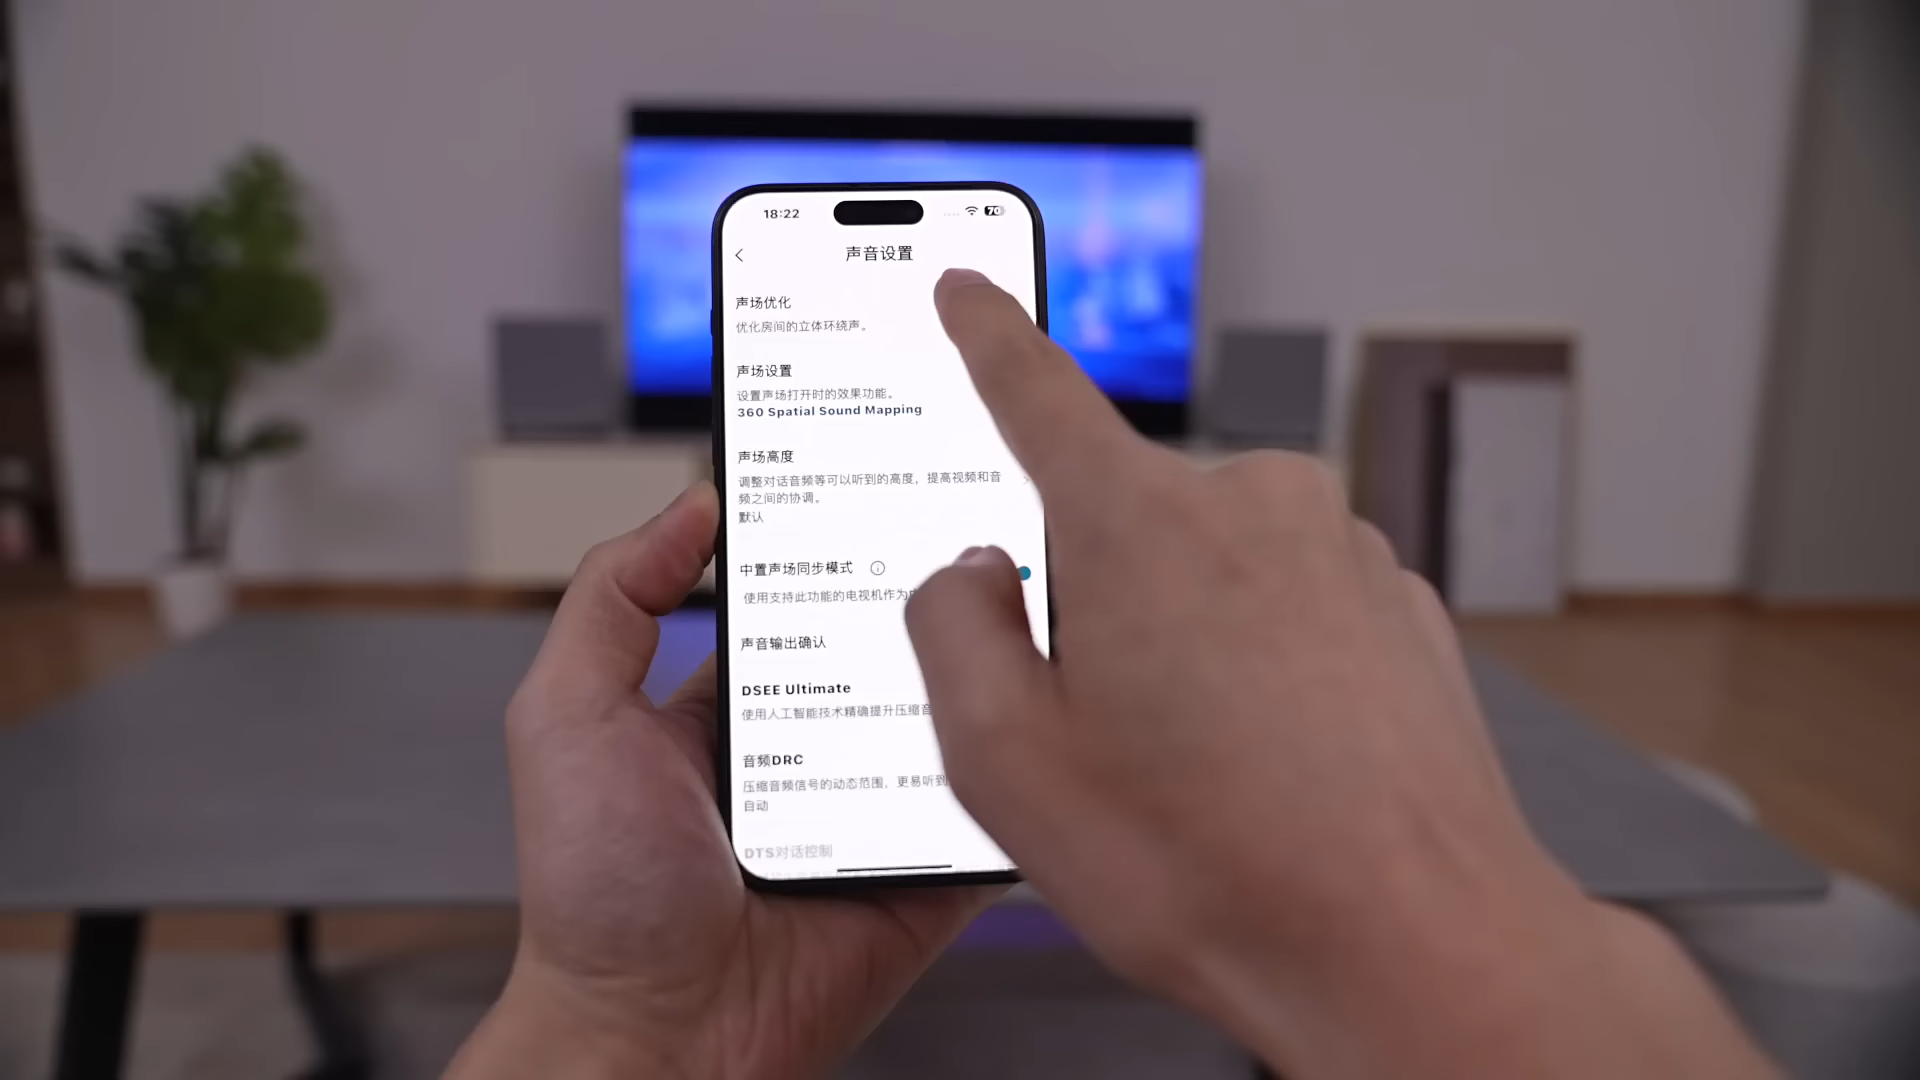 18:22
70
声音设置
声场优化
优化房间的立体环绕声。
声场设置
设置声场打开时的效果功能。
360 Spatial Sound Mapping
声场高度
调整对话音频等可以听到的高度，提高视频和音
频之间的协调。
默认
中置声场同步模式
使用支持此功能的电视机作为
声音输出确认
DSEE Ultimate
使用人工智能技术精确提升压缩音
音频DRC
压缩音频信号的动态范围，更易听到
自动
DTS对话控制